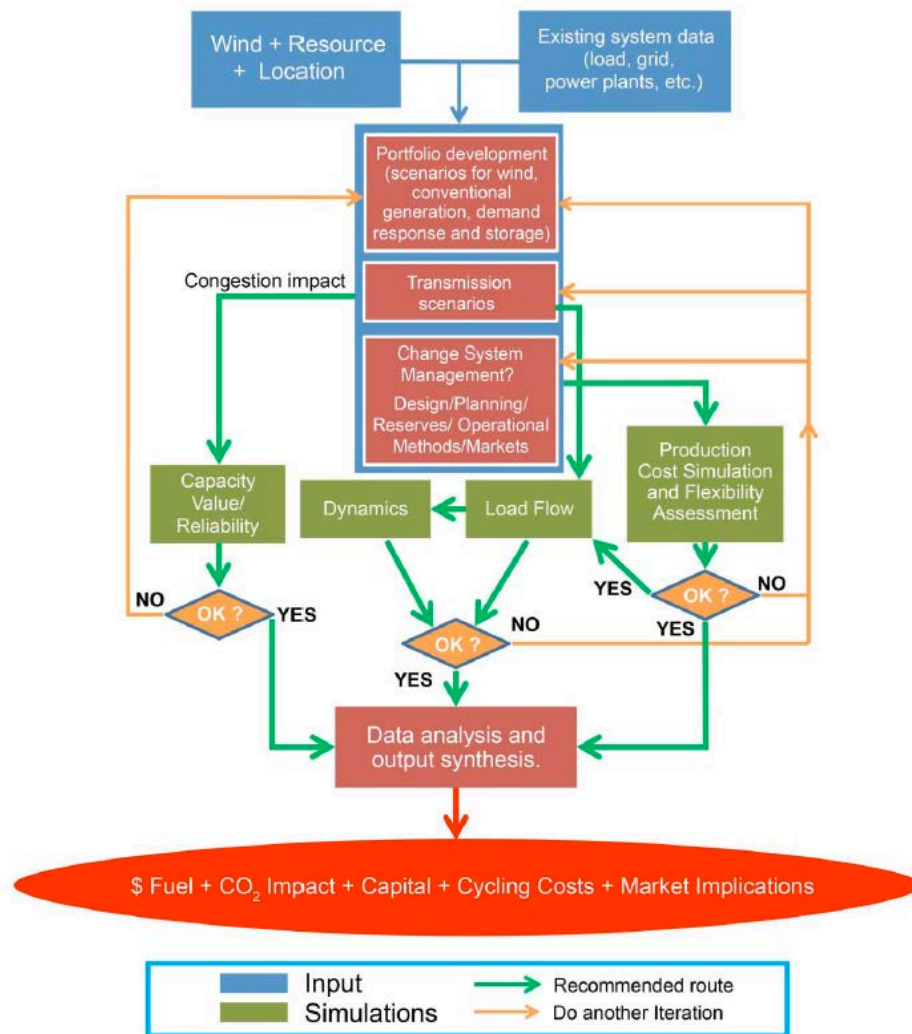 Wind + Resource
+ Location
Existing system data
(load, grid,
power plants, etc.)
Portfolio development
(scenarios for wind,
conventional
generation, demand
response and storage)
Congestion impact
Transmission
scenarios
Change System
Management?
Design/Planning/
Reserves/ Operational
Methods/Markets
Production
Cost Simulation
and Flexibility
Assessment
Capacity
Value/
Reliability
Dynamics
Load Flow
NO
OK ?
YES
OK ?
NO
YES
YES
OK ?
NO
YES
Data analysis and
output synthesis.
$ Fuel + CO₂ Impact + Capital + Cycling Costs + Market Implications
Input
Recommended route
Simulations
Do another Iteration